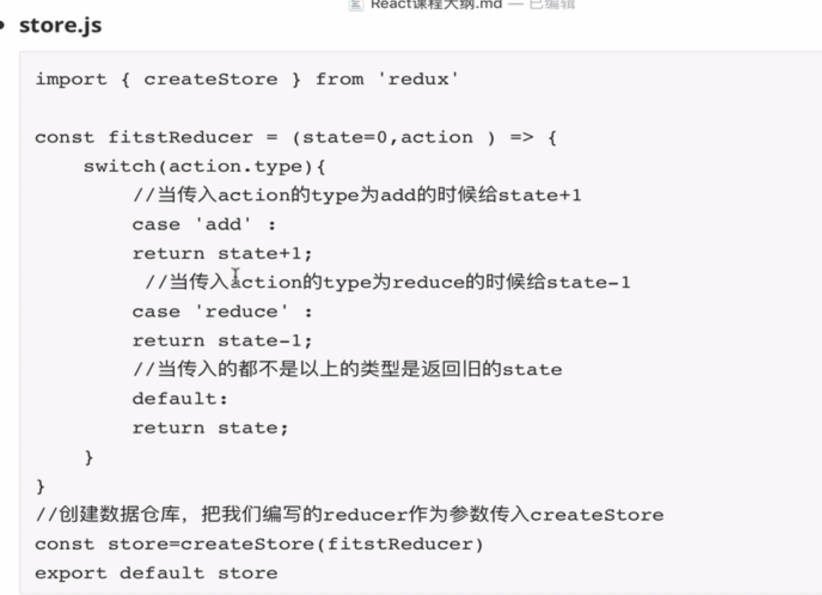 React课程大纲.md — 已编辑
store.js
import { createStore } from 'redux'
const fitstReducer = (state=0,action ) => {
switch(action.type){
//当传入action的type为add的时候给state+1
case 'add' :
return state+1;
//当传入action的type为reduce的时候给state-1
case 'reduce' :
return state-1;
//当传入的都不是以上的类型是返回旧的state
default:
return state;
}
}
//创建数据仓库，把我们编写的reducer作为参数传入createStore
const store=createStore(fitstReducer)
export default store